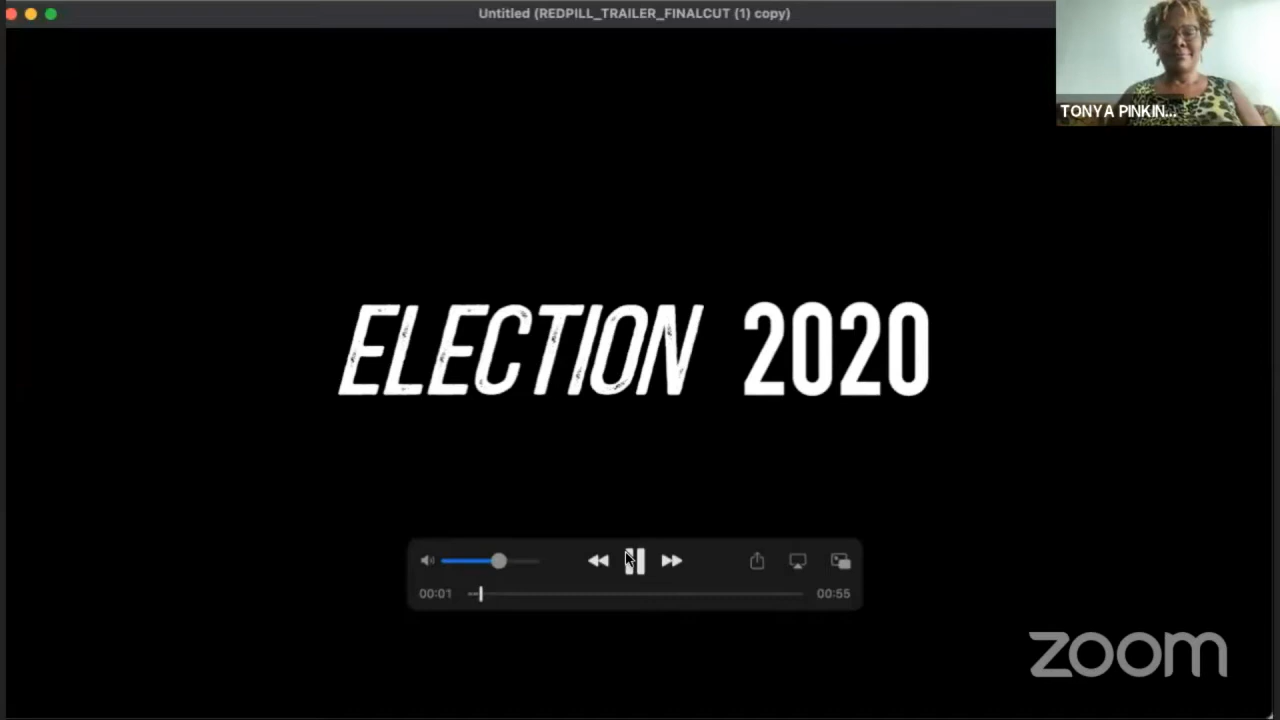 Untitled (REDPILL_TRAILER_FINALCUT (1) copy)
TONYA PINKIN...
ELECTION 2020
00:01
00:55
zoom